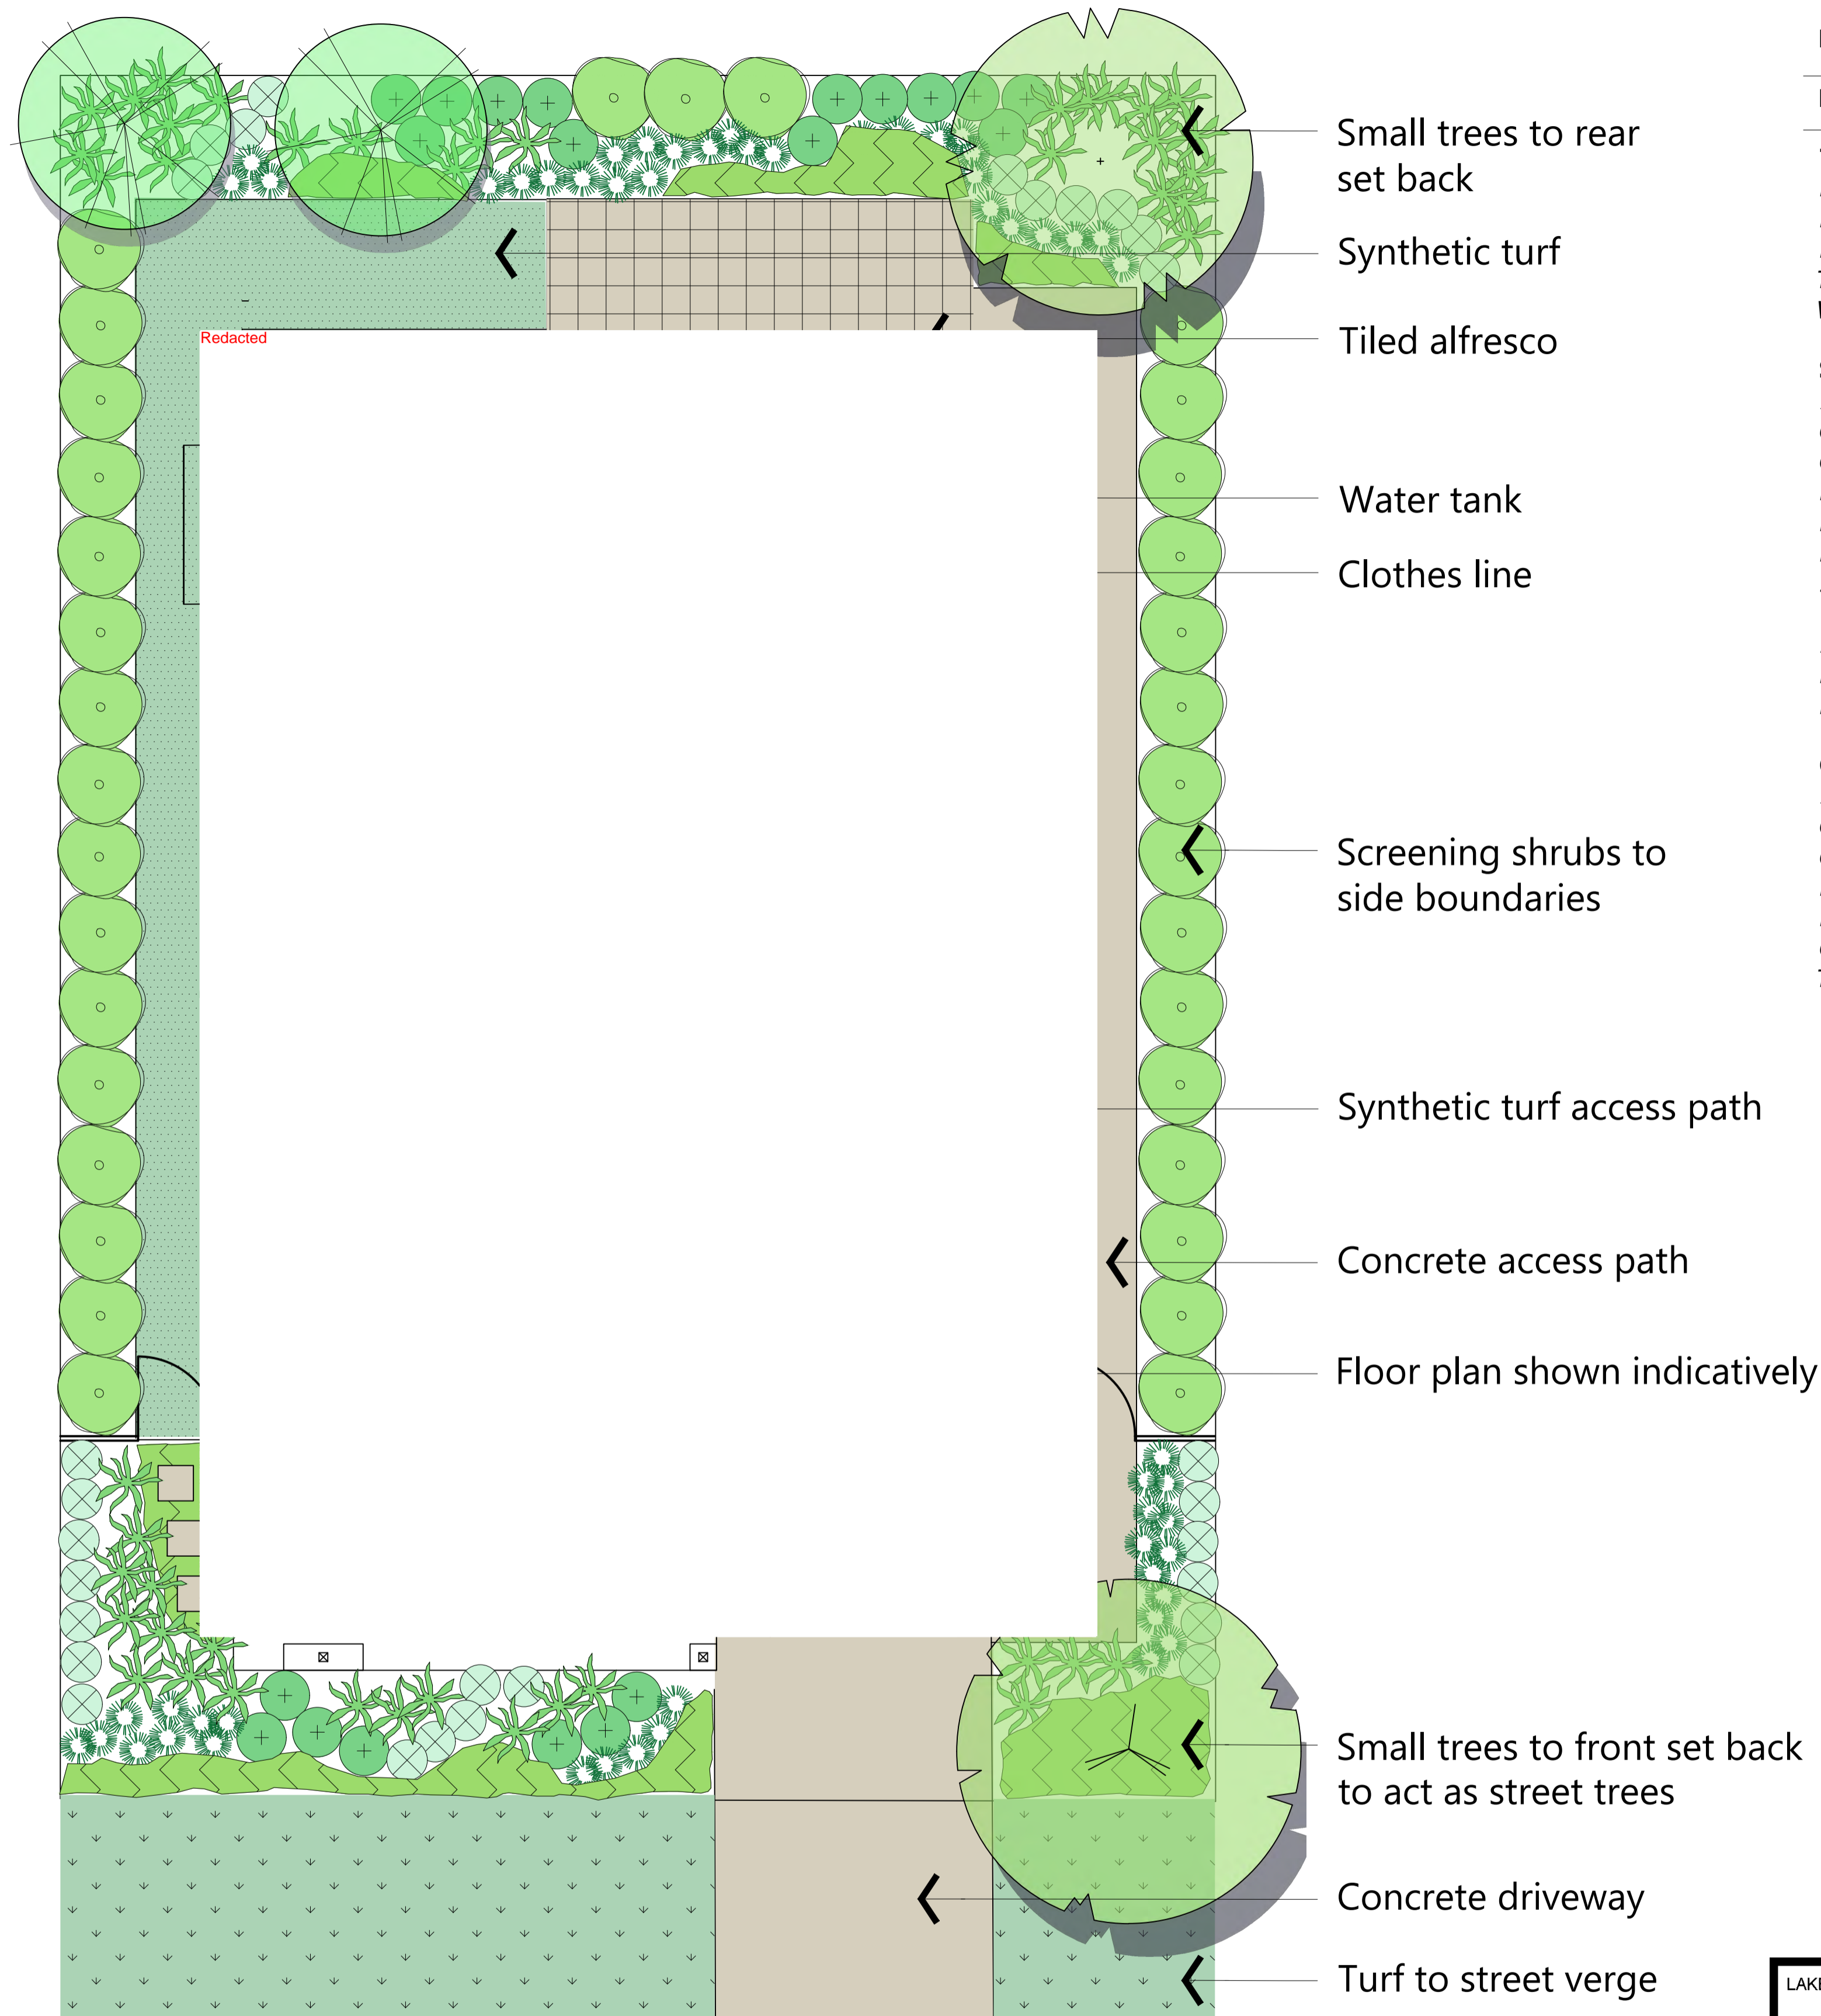 Redacted
Small trees to rear
set back
Synthetic turf
Tiled alfresco
Water tank
Clothes line
Screening shrubs to
side boundaries
Synthetic turf access path
Concrete access path
Floor plan shown indicatively
Small trees to front set back
to act as street trees
Concrete driveway
Turf to street verge